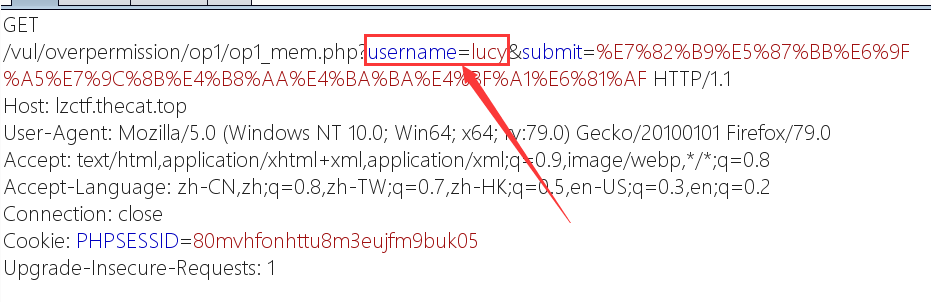 GET
/vul/overpermission/op1/op1_mem.php?username=lucy&submit=%E7%82%B9%E5%87%BB%E6%9F
%A5%E7%9C%8B%E4%B8%AA%E4%BA%BA%E4%BF%A1%E6%81%AF HTTP/1.1
Host: lzctf.thecat.top
User-Agent: Mozilla/5.0 (Windows NT 10.0; Win64; x64; rv:79.0) Gecko/20100101 Firefox/79.0
Accept: text/html,application/xhtml+xml,application/xml;q=0.9,image/webp,*/*;q=0.8
Accept-Language: zh-CN,zh;q=0.8,zh-TW;q=0.7,zh-HK;q=0.5,en-US;q=0.3,en;q=0.2
Connection: close
Cookie: PHPSESSID=80mvhfonhttu8m3eujfm9buk05
Upgrade-Insecure-Requests: 1